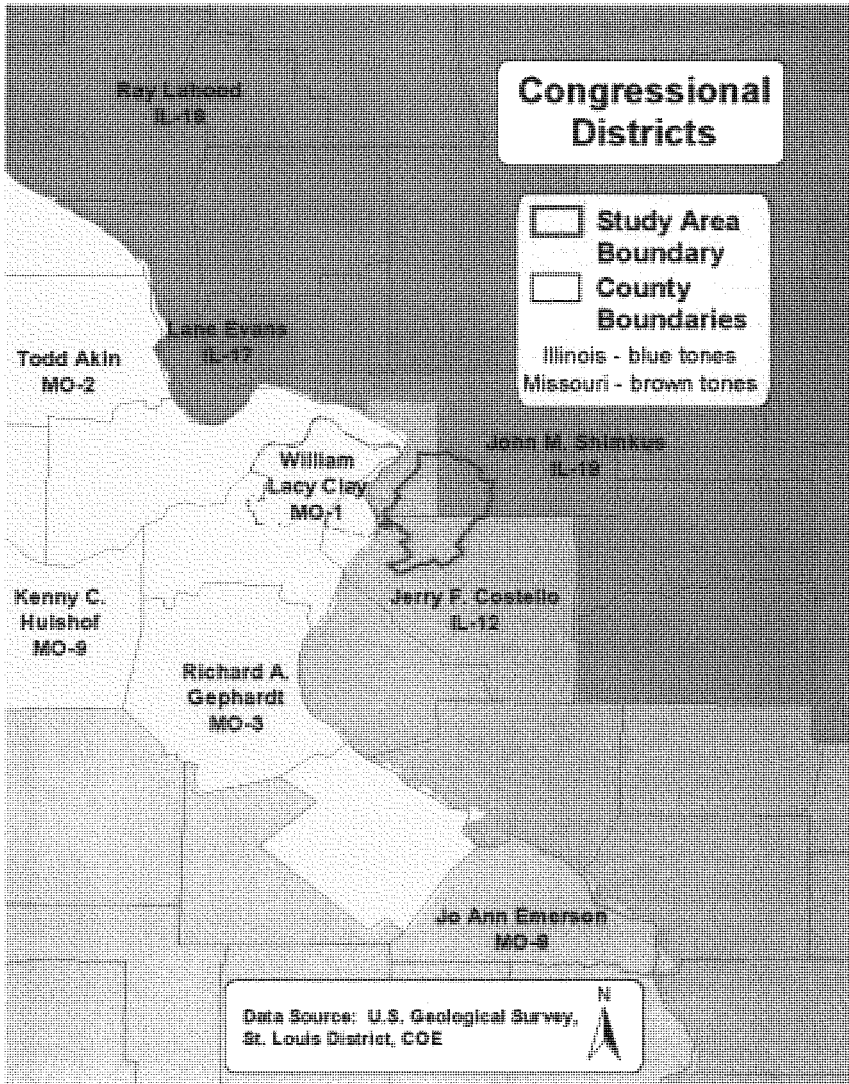 Ray Lahood
IL-18
Congressional
Districts
Study Area
Boundary
County
Boundaries
Illinois - blue tones
Missouri - brown tones
Lane Evans
IL-17
Todd Akin
MO-2
John M. Shimkus
IL-19
William
Lacy Clay
MO-1
Kenny C.
Hulshof
MO-9
Jerry F. Costello
IL-12
Richard A.
Gephardt
MO-3
Jo Ann Emerson
MO-8
N
Data Source: U.S. Geological Survey,
St. Louis District, COE